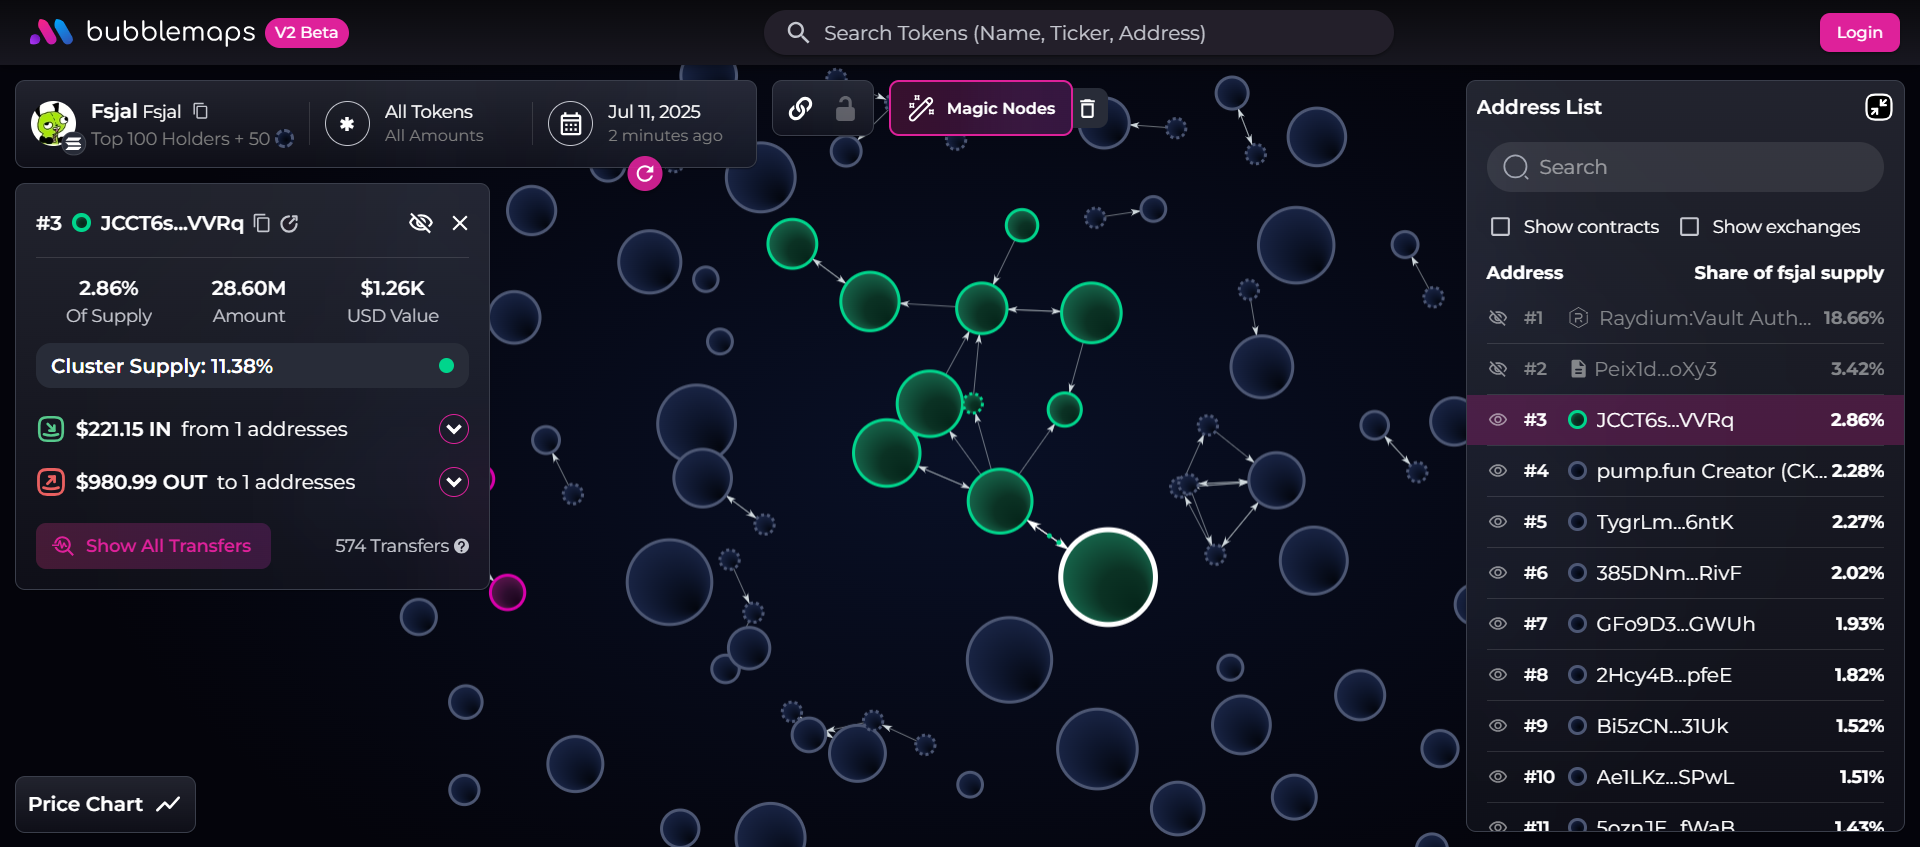 bubblemaps V2 Beta
Search Tokens (Name, Ticker, Address)
Login
Fsjal Fsjal
Top 100 Holders + 50
All Tokens
All Amounts
Jul 11, 2025
2 minutes ago
Magic Nodes
#3 JCCT6s...VVRq
2.86% 28.60M $1.26K
Of Supply Amount USD Value
Cluster Supply: 11.38%
$221.15 IN from 1 addresses
$980.99 OUT to 1 addresses
Show All Transfers 574 Transfers
Price Chart
Address List
Search
Show contracts Show exchanges
Address Share of fsjal supply
#1 Raydium:Vault Auth... 18.66%
#2 Peix1d...oXy3 3.42%
#3 JCCT6s...VVRq 2.86%
#4 pump.fun Creator (CK... 2.28%
#5 TygrLm...6ntK 2.27%
#6 385DNm...RivF 2.02%
#7 GFo9D3...GWUh 1.93%
#8 2Hcy4B...pfeE 1.82%
#9 Bi5zCN...31Uk 1.52%
#10 Ae1LKz...SPwL 1.51%
#11 5oznJF...fWaB 1.43%